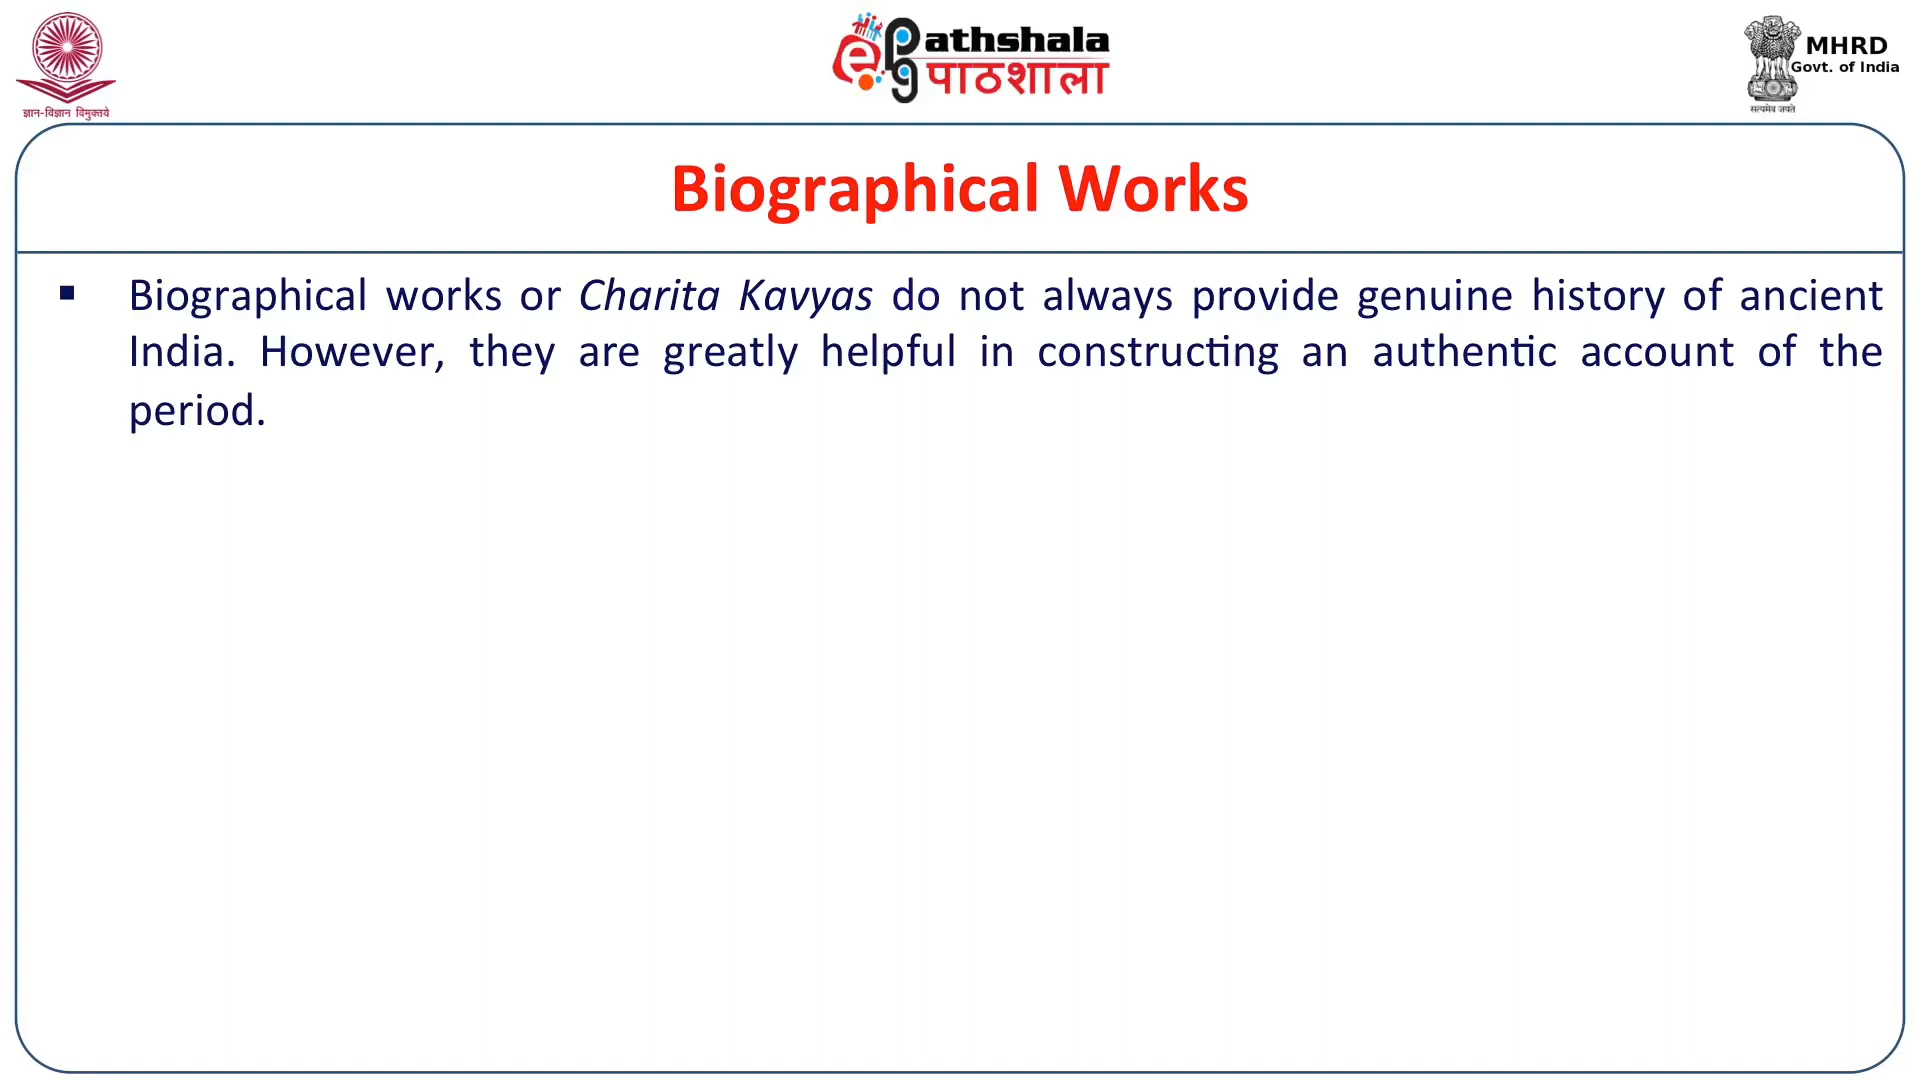 ज्ञान-विज्ञान विमुक्तये
e Pathshala
पाठशाला
MHRD
Govt. of India
सत्यमेव जयते
Biographical Works
▪ Biographical works or Charita Kavyas do not always provide genuine history of ancient
India. However, they are greatly helpful in constructing an authentic account of the
period.